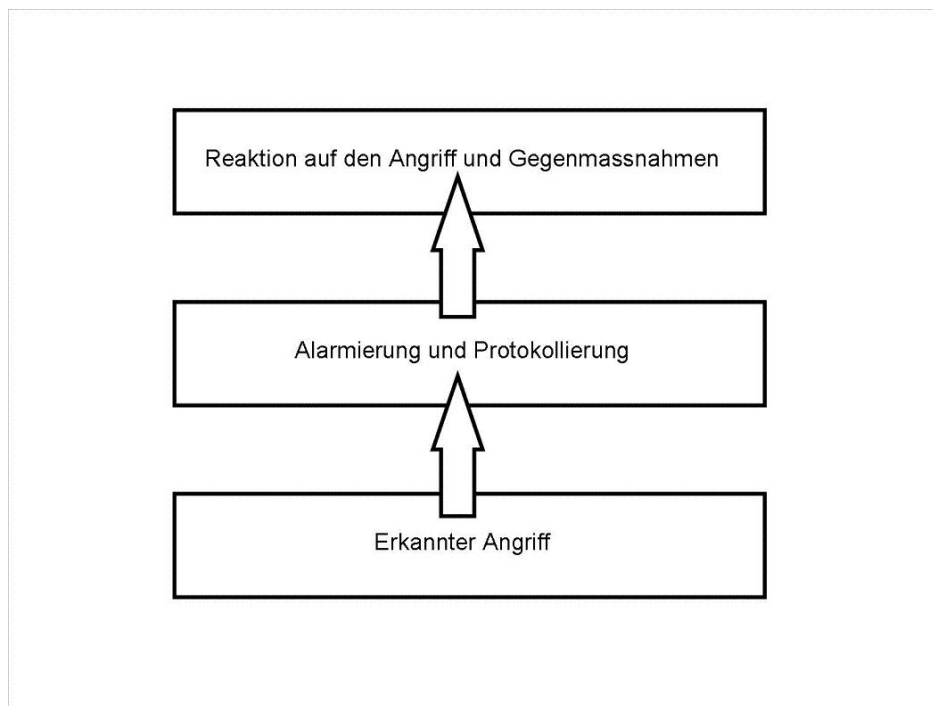 Reaktion auf den Angriff und Gegenmassnahmen
Alarmierung und Protokollierung
Erkannter Angriff